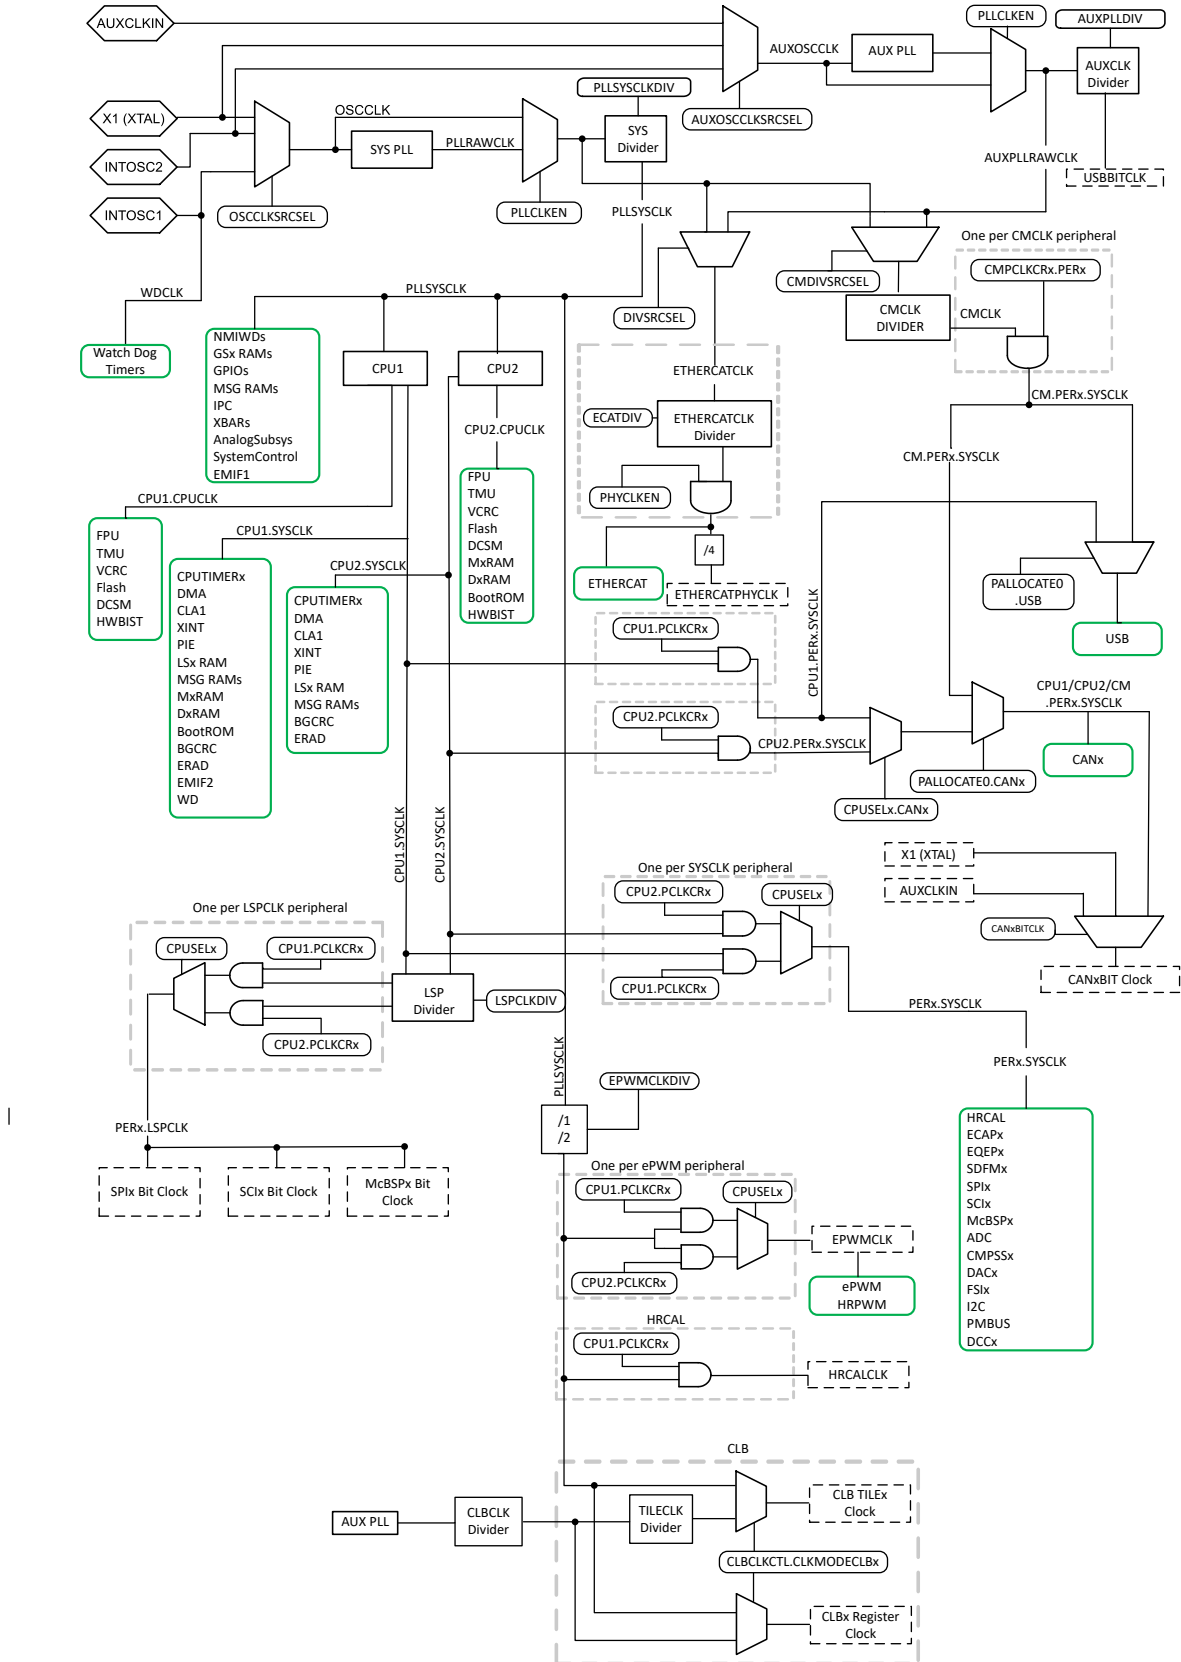 AUXCLKIN
PLLCLKEN
AUXPLLDIV
AUXOSCCLK
AUX PLL
AUXCLK
Divider
PLLSYSCLKDIV
X1 (XTAL)
OSCCLK
AUXOSCCLKSRCSEL
SYS PLL
PLLRAWCLK
SYS
Divider
INTOSC2
AUXPLLRAWCLK
USBBITCLK
INTOSC1
OSCCLKSRCSEL
PLLCLKEN
PLLSYSCLK
One per CMCLK peripheral
CMPCLKCRx.PERx
CMDIVSRCSEL
WDCLK
PLLSYSCLK
DIVSRCSEL
CMCLK
DIVIDER
CMCLK
Watch Dog
Timers
NMIWDs
GSx RAMs
GPIOs
MSG RAMs
IPC
XBARs
AnalogSubsys
SystemControl
EMIF1
CPU1
CPU2
ETHERCATCLK
CM.PERx.SYSCLK
ECATDIV
ETHERCATCLK
Divider
CPU2.CPUCLK
CM.PERx.SYSCLK
PHYCLKEN
CPU1.CPUCLK
FPU
TMU
VCRC
Flash
DCSM
MxRAM
DxRAM
BootROM
HWBIST
FPU
TMU
VCRC
Flash
DCSM
HWBIST
CPU1.SYSCLK
CPUTIMERx
DMA
CLA1
XINT
PIE
LSx RAM
MSG RAMs
MxRAM
DxRAM
BootROM
BGCRC
ERAD
EMIF2
WD
CPU2.SYSCLK
CPUTIMERx
DMA
CLA1
XINT
PIE
LSx RAM
MSG RAMs
BGCRC
ERAD
/4
ETHERCAT
ETHERCATPHYCLK
PALLOCATE0
.USB
USB
CPU1.PCLKCRx
CPU1.PERx.SYSCLK
CPU2.PCLKCRx
CPU2.PERx.SYSCLK
CPU1/CPU2/CM
.PERx.SYSCLK
CANx
PALLOCATE0.CANx
CPUSELx.CANx
CPU1.SYSCLK
CPU2.SYSCLK
X1 (XTAL)
AUXCLKIN
CANxBITCLK
CANxBIT Clock
One per SYSCLK peripheral
CPU2.PCLKCRx
CPUSELx
CPU1.PCLKCRx
One per LSPCLK peripheral
CPUSELx
CPU1.PCLKCRx
CPU2.PCLKCRx
LSP
Divider
LSPCLKDIV
PERx.SYSCLK
PERx.SYSCLK
PLLSYSCLK
EPWMCLKDIV
/1
/2
PERx.LSPCLK
SPIx Bit Clock
SCIx Bit Clock
McBSPx Bit
Clock
HRCAL
ECAPx
EQEPx
SDFMx
SPIx
SCIx
McBSPx
ADC
CMPSSx
DACx
FSIx
I2C
PMBUS
DCCx
One per ePWM peripheral
CPU1.PCLKCRx
CPUSELx
CPU2.PCLKCRx
EPWMCLK
ePWM
HRPWM
HRCAL
CPU1.PCLKCRx
HRCALCLK
CLB
AUX PLL
CLBCLK
Divider
TILECLK
Divider
CLB TILEx
Clock
CLBCLKCTL.CLKMODECLBx
CLBx Register
Clock